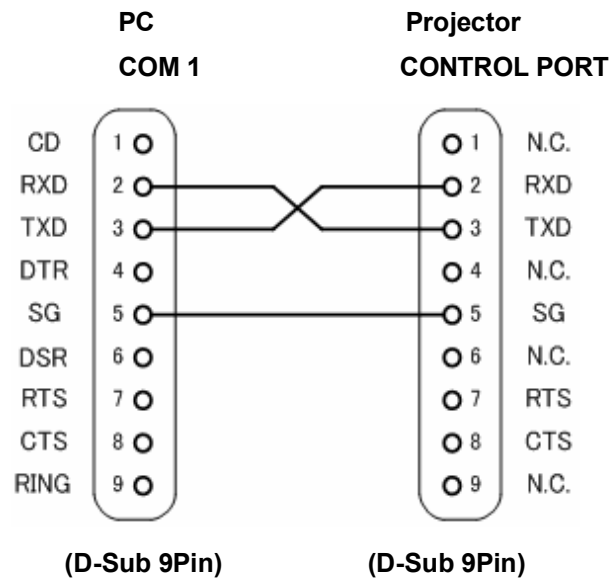 PC Projector
COM 1 CONTROL PORT
CD 1 1 N.C.
RXD 2 2 RXD
TXD 3 3 TXD
DTR 4 4 N.C.
SG 5 5 SG
DSR 6 6 N.C.
RTS 7 7 RTS
CTS 8 8 CTS
RING 9 9 N.C.
(D-Sub 9Pin) (D-Sub 9Pin)